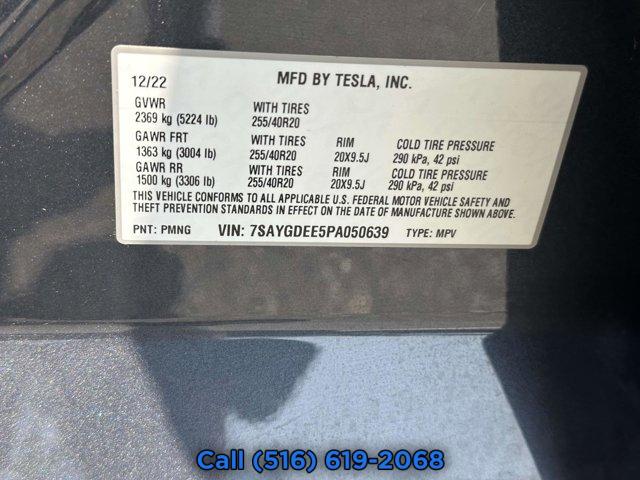 12/22 MFD BY TESLA, INC.
GVWR WITH TIRES
2369 kg (5224 lb) 255/40R20
GAWR FRT WITH TIRES RIM COLD TIRE PRESSURE
1363 kg (3004 lb) 255/40R20 20X9.5J 290 kPa, 42 psi
GAWR RR WITH TIRES RIM COLD TIRE PRESSURE
1500 kg (3306 lb) 255/40R20 20X9.5J 290 kPa, 42 psi
THIS VEHICLE CONFORMS TO ALL APPLICABLE U.S. FEDERAL MOTOR VEHICLE SAFETY AND
THEFT PREVENTION STANDARDS IN EFFECT ON THE DATE OF MANUFACTURE SHOWN ABOVE.
PNT: PMNG VIN: 7SAYGDEE5PA050639 TYPE: MPV
Call (516) 619-2068